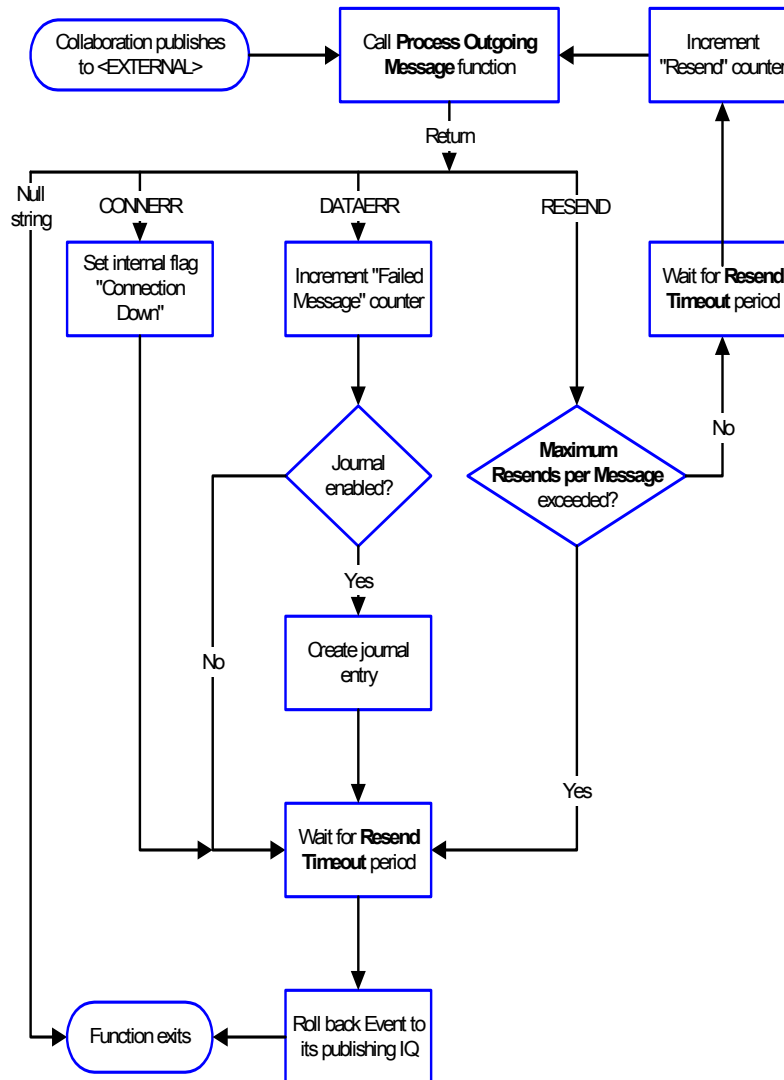 Collaboration publishes
to <EXTERNAL>
Call Process Outgoing
Message function
Increment
"Resend" counter
Return
Null
string
CONNERR
DATAERR
RESEND
Set internal flag
"Connection
Down"
Increment "Failed
Message" counter
Wait for Resend
Timeout period
Journal
enabled?
Maximum
Resends per Message
exceeded?
No
Yes
No
Create journal
entry
Yes
Wait for Resend
Timeout period
Function exits
Roll back Event to
its publishing IQ